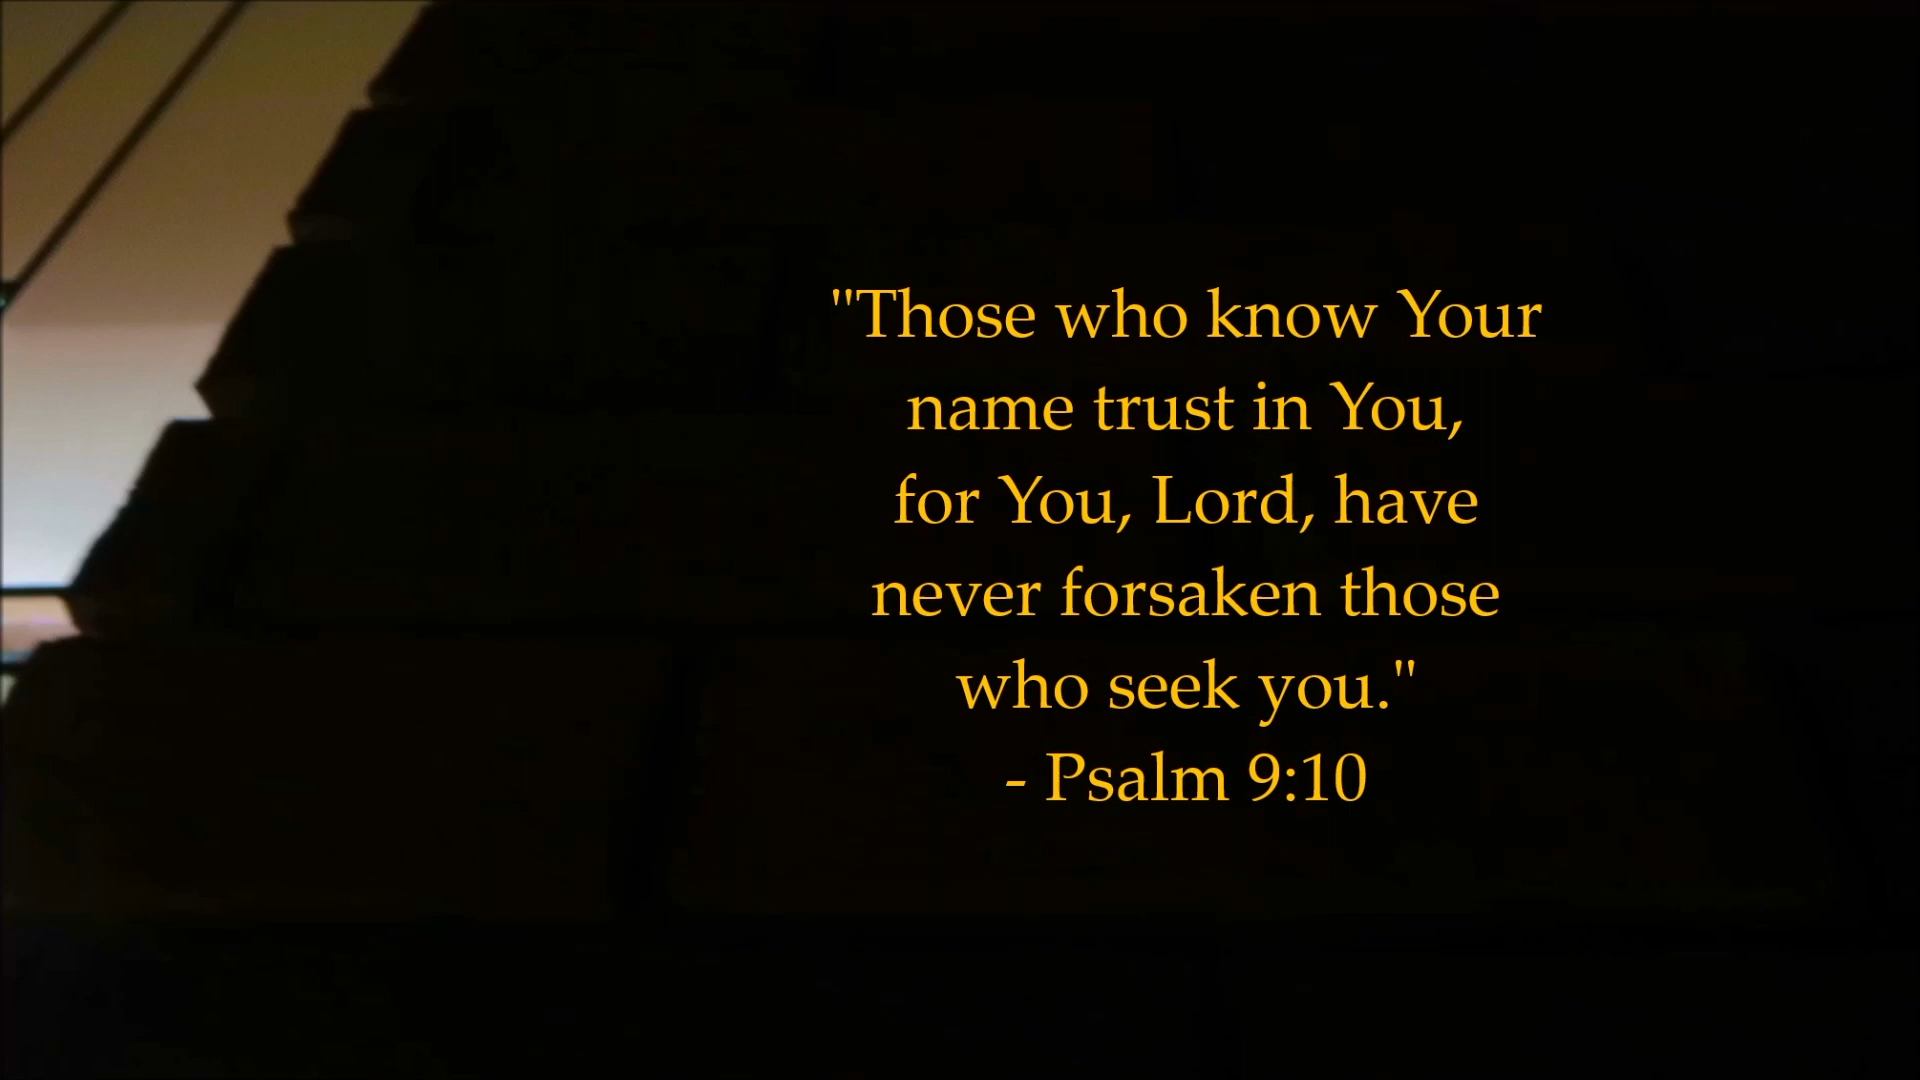 "Those who know Your
name trust in You,
for You, Lord, have
never forsaken those
who seek you."
- Psalm 9:10